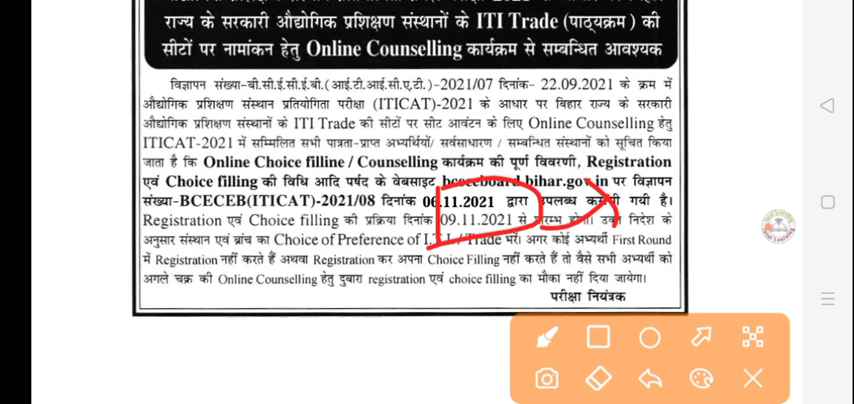 राज्य के सरकारी औद्योगिक प्रशिक्षण संस्थानों के ITI Trade (पाठ्यक्रम) की
सीटों पर नामांकन हेतु Online Counselling कार्यक्रम से सम्बन्धित आवश्यक
विज्ञापन संख्या-बी.सी.ई.सी.ई.बी.(आई.टी.आई.सी.ए.टी.)-2021/07 दिनांक- 22.09.2021 के क्रम में
औद्योगिक प्रशिक्षण संस्थान प्रतियोगिता परीक्षा (ITICAT)-2021 के आधार पर बिहार राज्य के सरकारी
औद्योगिक प्रशिक्षण संस्थानों के ITI Trade की सीटों पर सीट आवंटन के लिए Online Counselling हेतु
ITICAT-2021 में सम्मिलित सभी पात्रता-प्राप्त अभ्यर्थियों/ सर्वसाधारण / सम्बन्धित संस्थानों को सूचित किया
जाता है कि Online Choice filline / Counselling कार्यक्रम की पूर्ण विवरणी, Registration
एवं Choice filling की विधि आदि पर्षद के वेबसाइट bceceboard.bihar.gov.in पर विज्ञापन
संख्या-BCECEB(ITICAT)-2021/08 दिनांक 06.11.2021 द्वारा उपलब्ध करायी गयी है।
Registration एवं Choice filling की प्रक्रिया दिनांक 09.11.2021 से प्रारम्भ होगा। उक्त निदेश के
अनुसार संस्थान एवं ब्रांच का Choice of Preference of I.T.I./ Trade भरें। अगर कोई अभ्यर्थी First Round
में Registration नहीं करते हैं अथवा Registration कर अपना Choice Filling नहीं करते हैं तो वैसे सभी अभ्यर्थी को
अगले चक्र की Online Counselling हेतु दुबारा registration एवं choice filling का मौका नहीं दिया जायेगा।
परीक्षा नियंत्रक